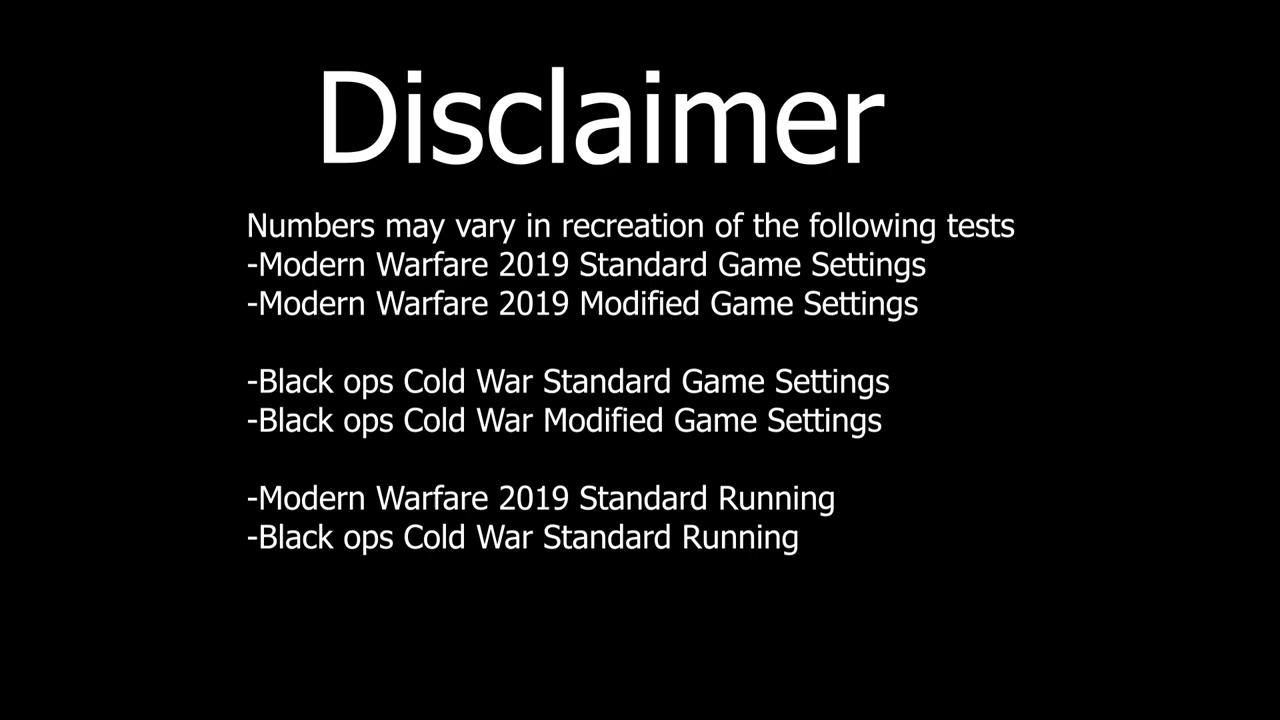 Disclaimer
Numbers may vary in recreation of the following tests
-Modern Warfare 2019 Standard Game Settings
-Modern Warfare 2019 Modified Game Settings
-Black ops Cold War Standard Game Settings
-Black ops Cold War Modified Game Settings
-Modern Warfare 2019 Standard Running
-Black ops Cold War Standard Running